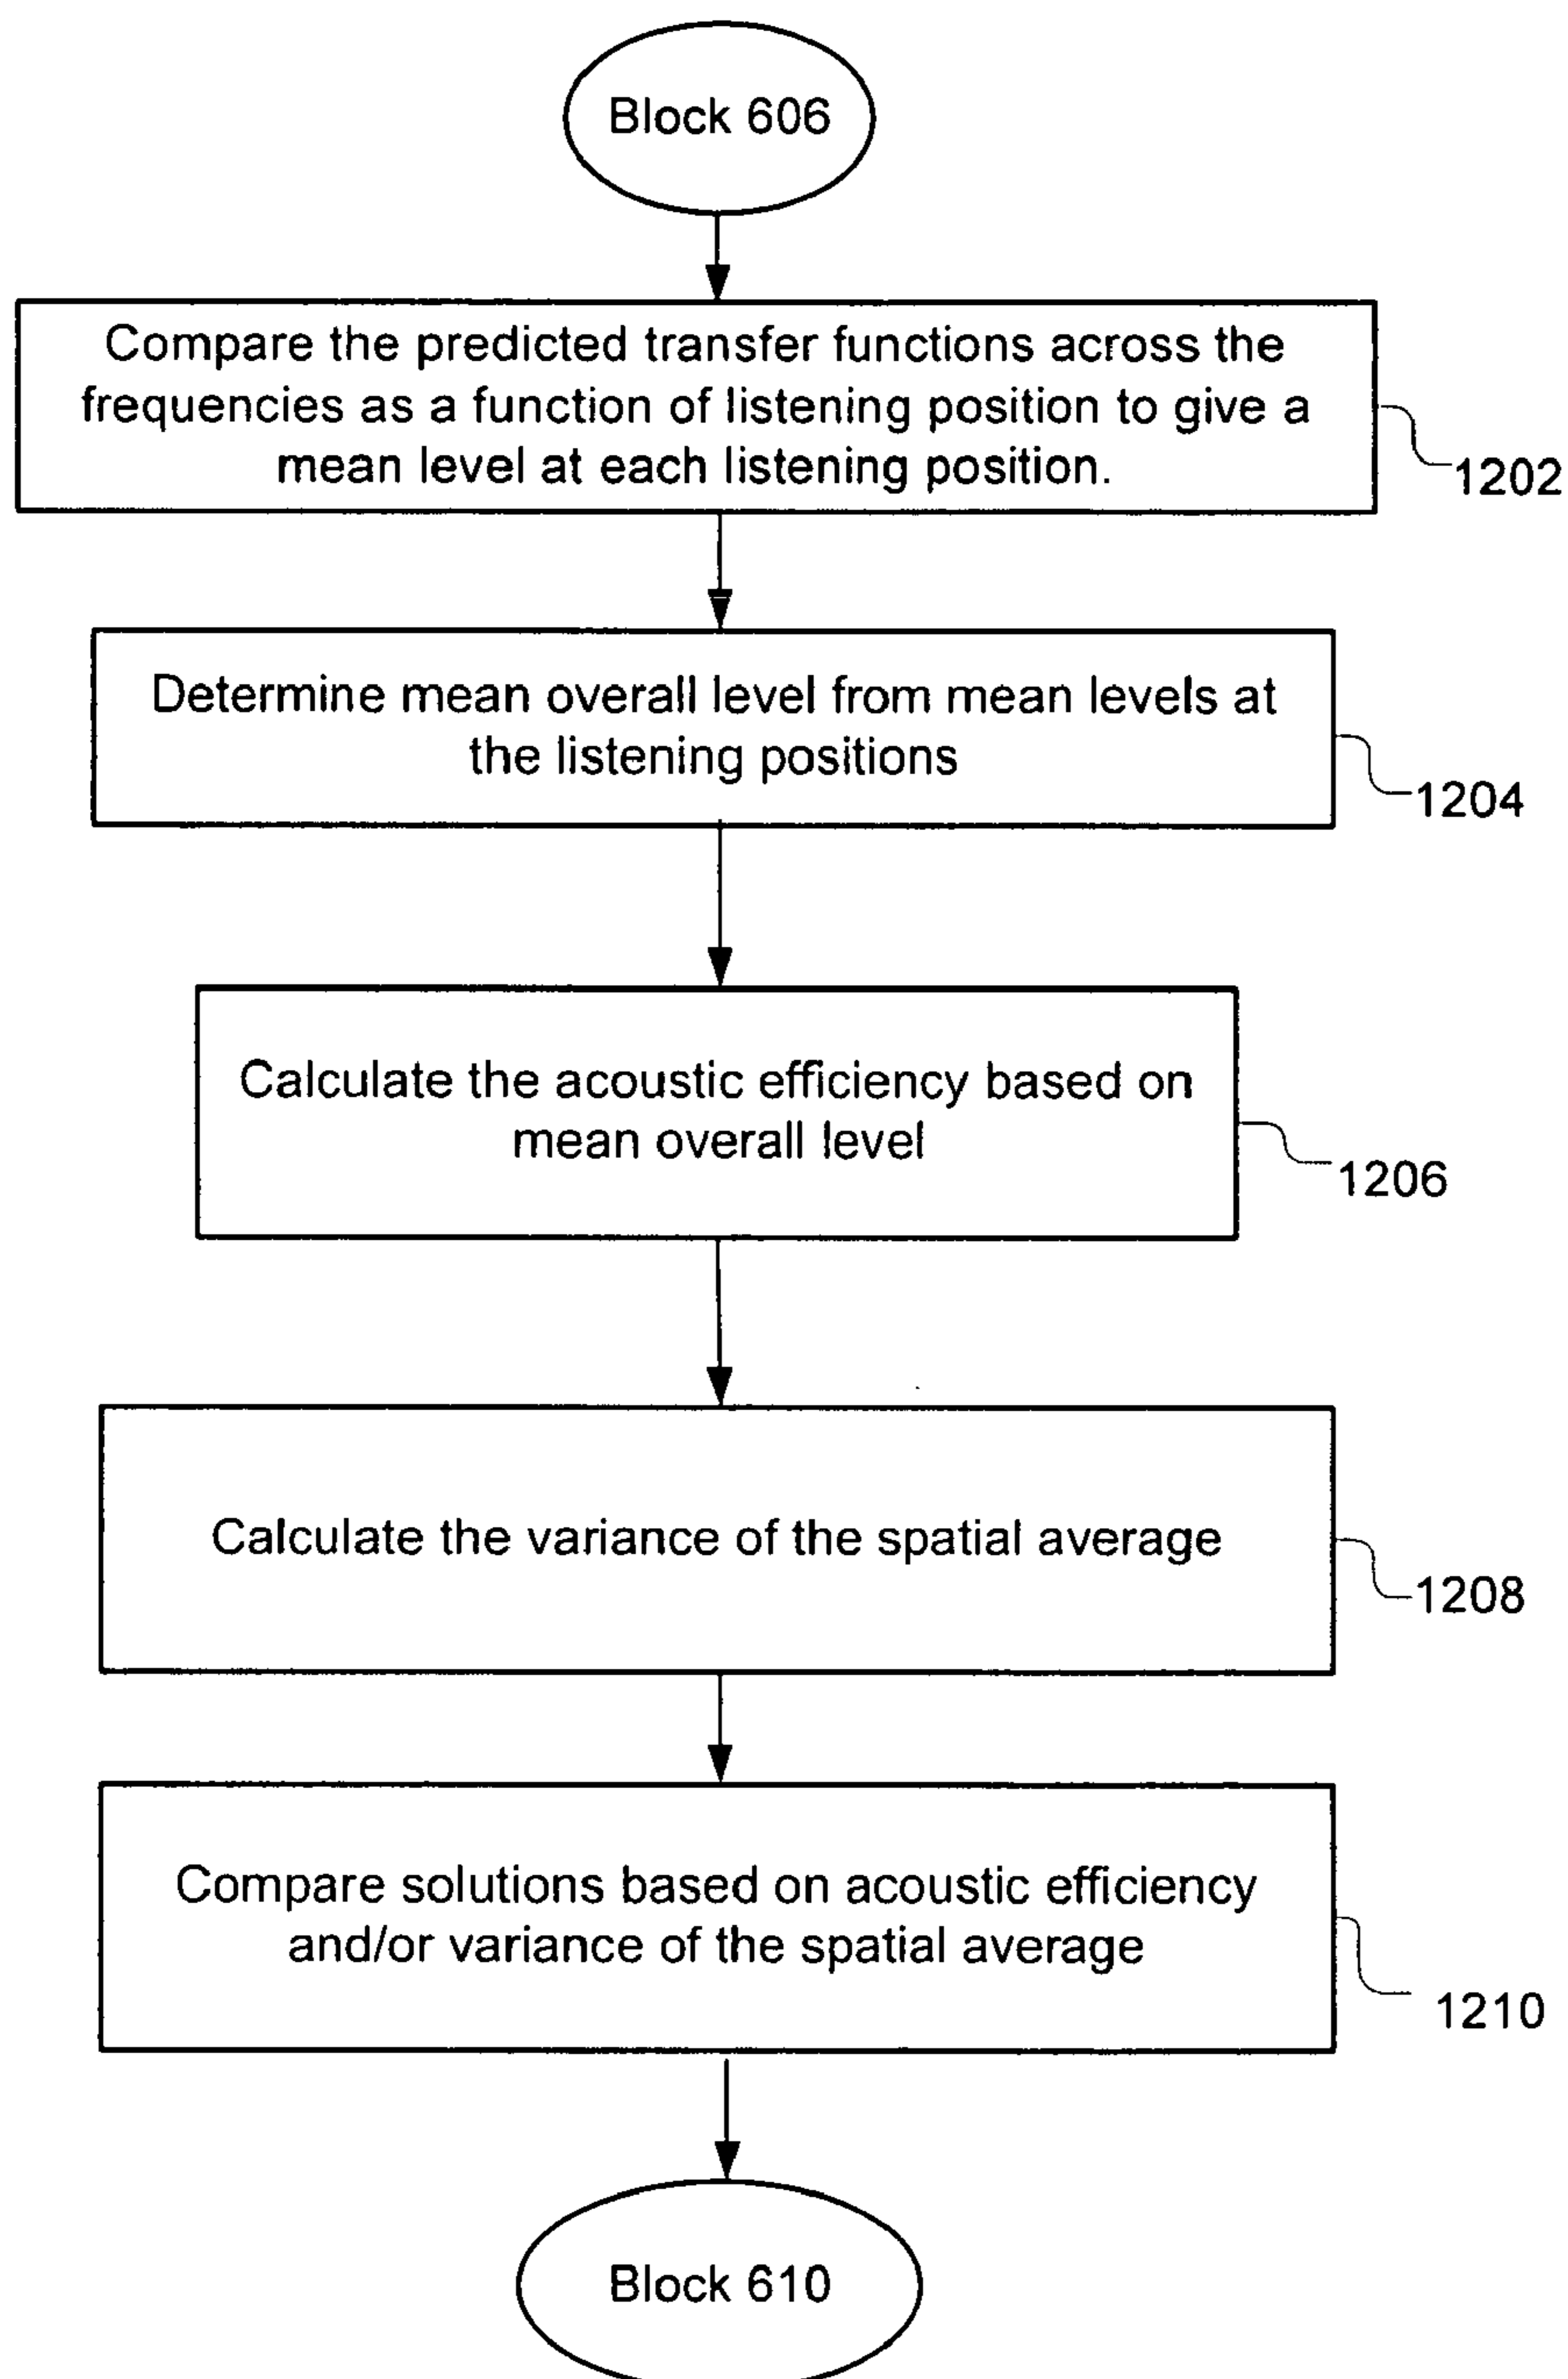 Block 606
Compare the predicted transfer functions across the
frequencies as a function of listening position to give a
mean level at each listening position.
1202
Determine mean overall level from mean levels at
the listening positions
1204
Calculate the acoustic efficiency based on
mean overall level
1206
Calculate the variance of the spatial average
1208
Compare solutions based on acoustic efficiency
and/or variance of the spatial average
1210
Block 610